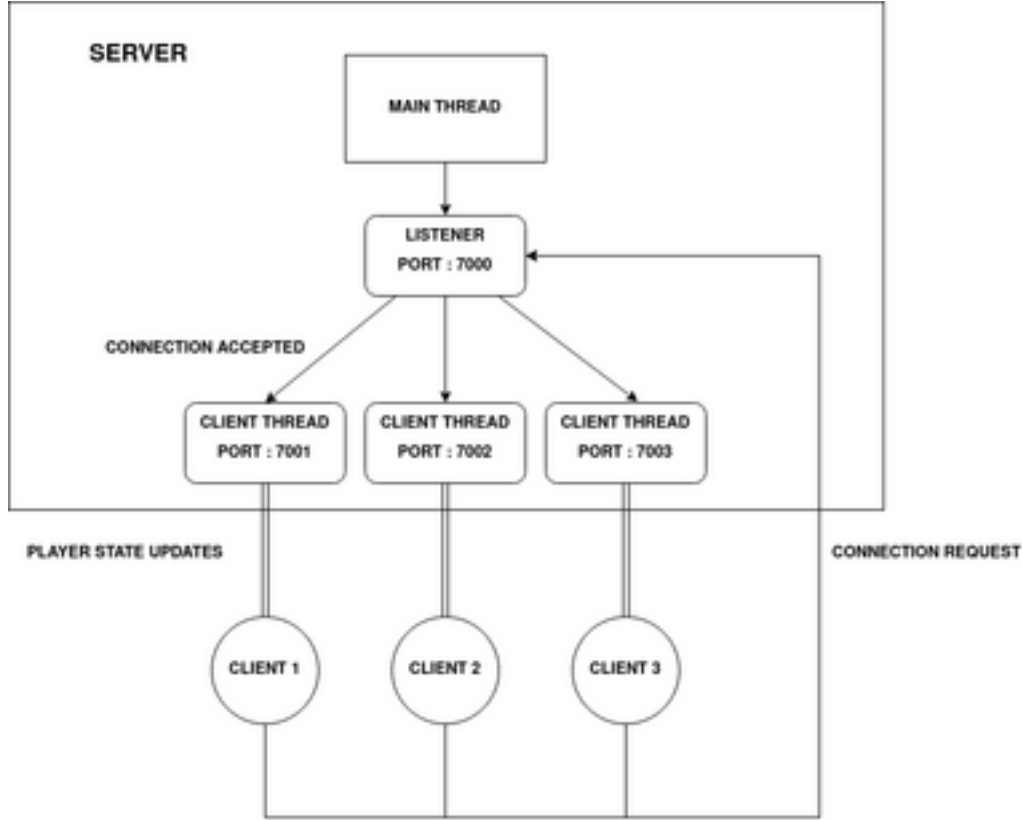 SERVER
MAIN THREAD
LISTENER
PORT : 7000
CONNECTION ACCEPTED
CLIENT THREAD
PORT : 7001
CLIENT THREAD
PORT : 7002
CLIENT THREAD
PORT : 7003
PLAYER STATE UPDATES
CONNECTION REQUEST
CLIENT 1
CLIENT 2
CLIENT 3